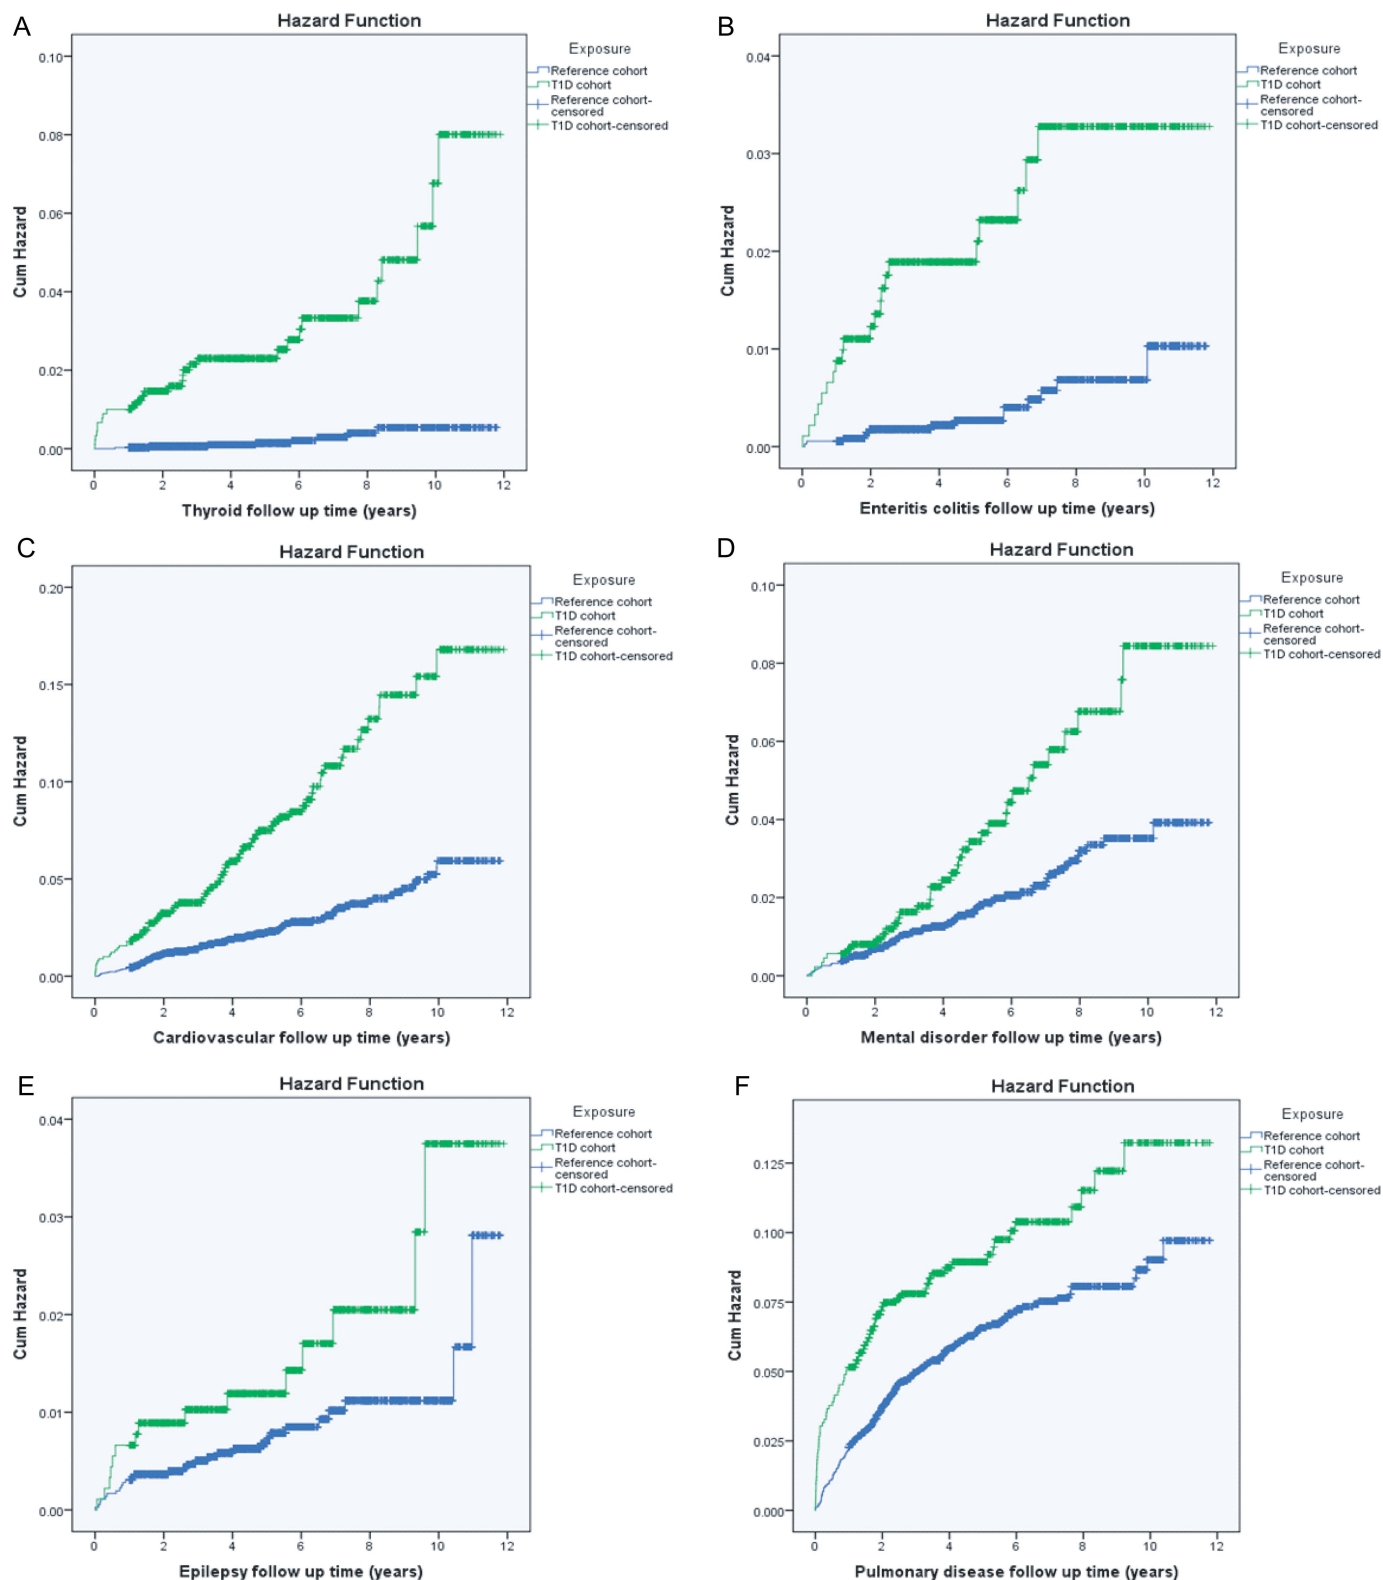 A
Hazard Function
Cum Hazard
0.10
0.08
0.06
0.04
0.02
0.00
0 2 4 6 8 10 12
Thyroid follow up time (years)
Exposure
Reference cohort
T1D cohort
Reference cohort-
censored
T1D cohort-censored
B
Hazard Function
Cum Hazard
0.04
0.03
0.02
0.01
0.00
0 2 4 6 8 10 12
Enteritis colitis follow up time (years)
Exposure
Reference cohort
T1D cohort
Reference cohort-
censored
T1D cohort-censored
C
Hazard Function
Cum Hazard
0.20
0.15
0.10
0.05
0.00
0 2 4 6 8 10 12
Cardiovascular follow up time (years)
Exposure
Reference cohort
T1D cohort
Reference cohort-
censored
T1D cohort-censored
D
Hazard Function
Cum Hazard
0.10
0.08
0.06
0.04
0.02
0.00
0 2 4 6 8 10 12
Mental disorder follow up time (years)
Exposure
Reference cohort
T1D cohort
Reference cohort-
censored
T1D cohort-censored
E
Hazard Function
Cum Hazard
0.04
0.03
0.02
0.01
0.00
0 2 4 6 8 10 12
Epilepsy follow up time (years)
Exposure
Reference cohort
T1D cohort
Reference cohort-
censored
T1D cohort-censored
F
Hazard Function
Cum Hazard
0.125
0.100
0.075
0.050
0.025
0.000
0 2 4 6 8 10 12
Pulmonary disease follow up time (years)
Exposure
Reference cohort
T1D cohort
Reference cohort-
censored
T1D cohort-censored